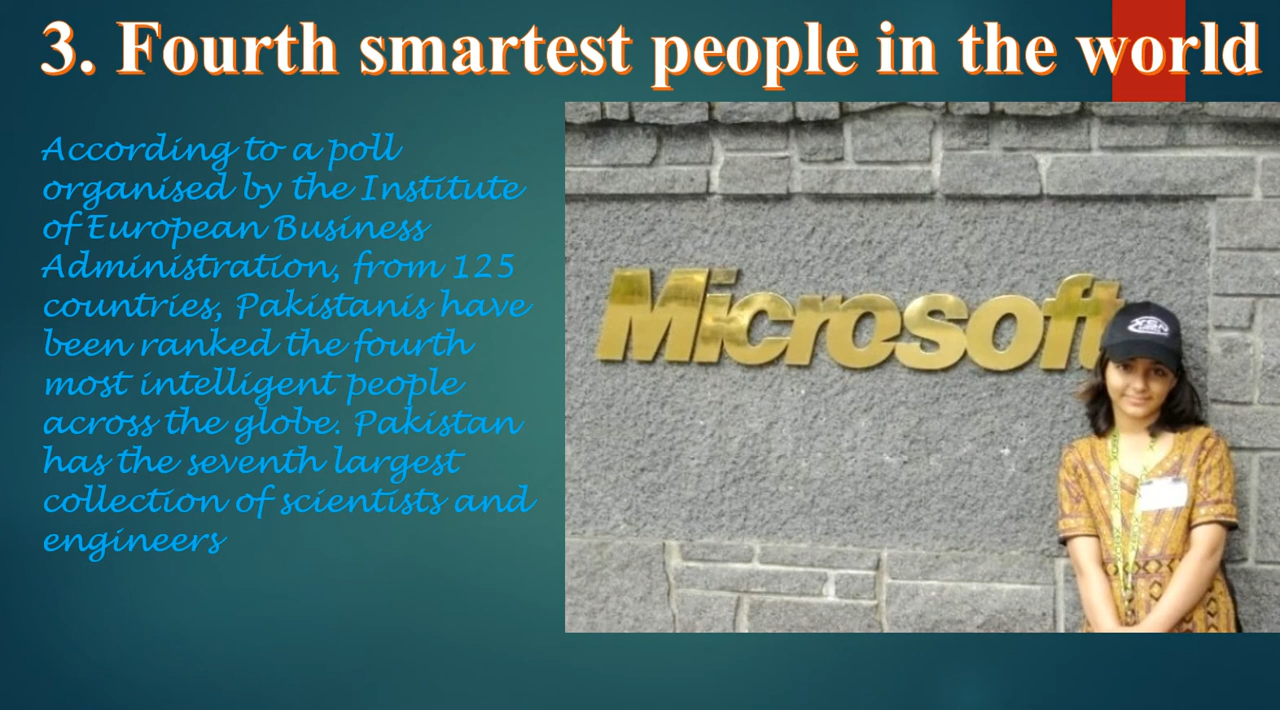 3. Fourth smartest people in the world
According to a poll
organised by the Institute
of European Business
Administration, from 125
countries, Pakistanis have
been ranked the fourth
most intelligent people
across the globe. Pakistan
has the seventh largest
collection of scientists and
engineers
Microsoft